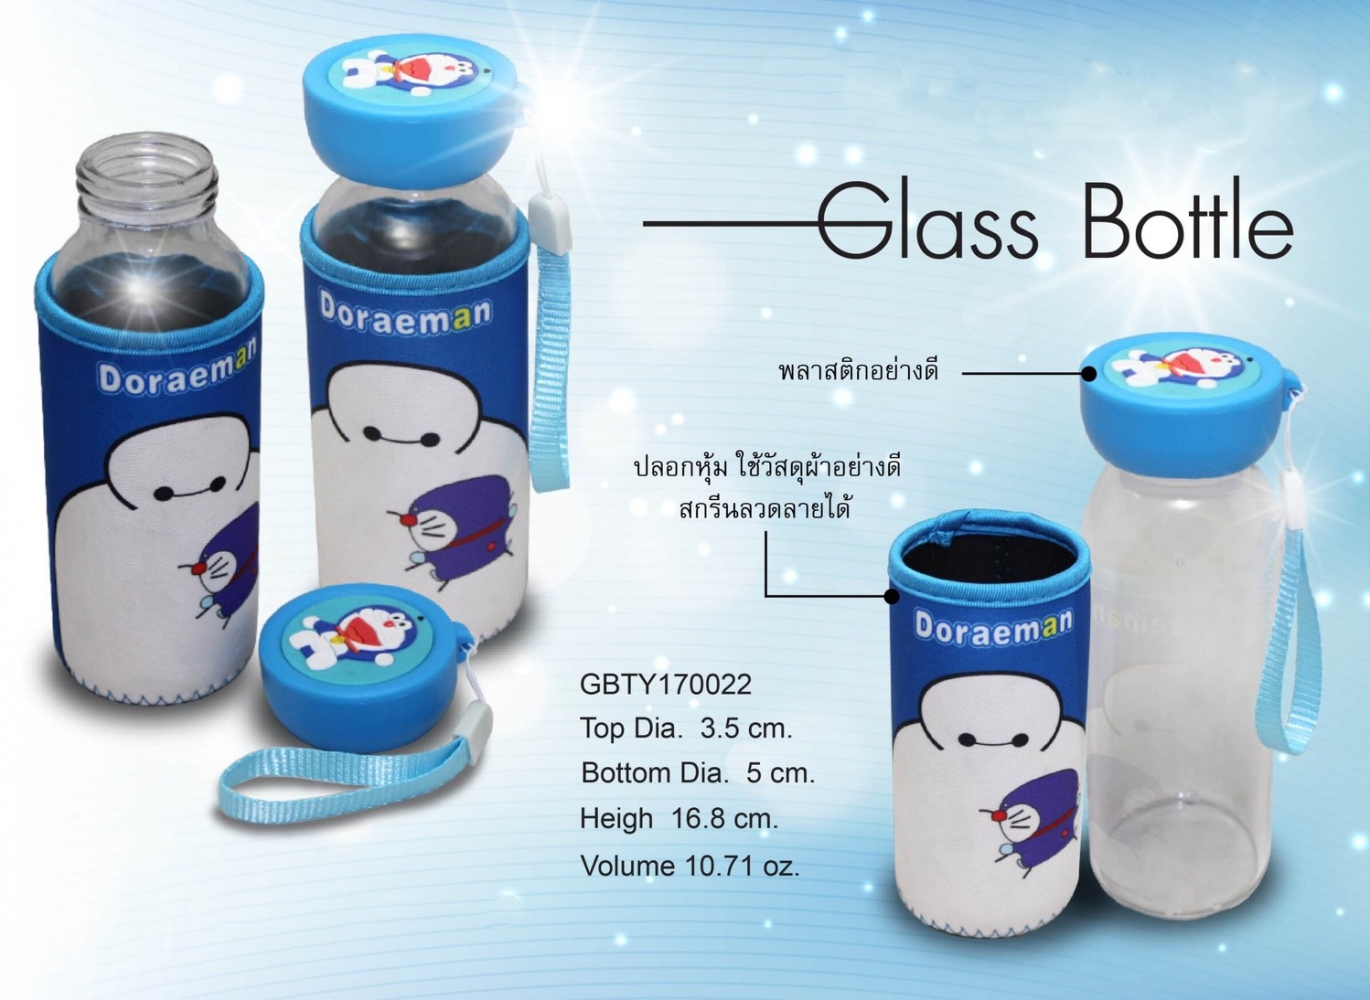 Glass Bottle
Doraeman
Doraeman
พลาสติกอย่างดี
ปลอกหุ้ม ใช้วัสดุผ้าอย่างดี
สกรีนลวดลายได้
Doraeman
GBTY170022
Top Dia. 3.5 cm.
Bottom Dia. 5 cm.
Heigh 16.8 cm.
Volume 10.71 oz.